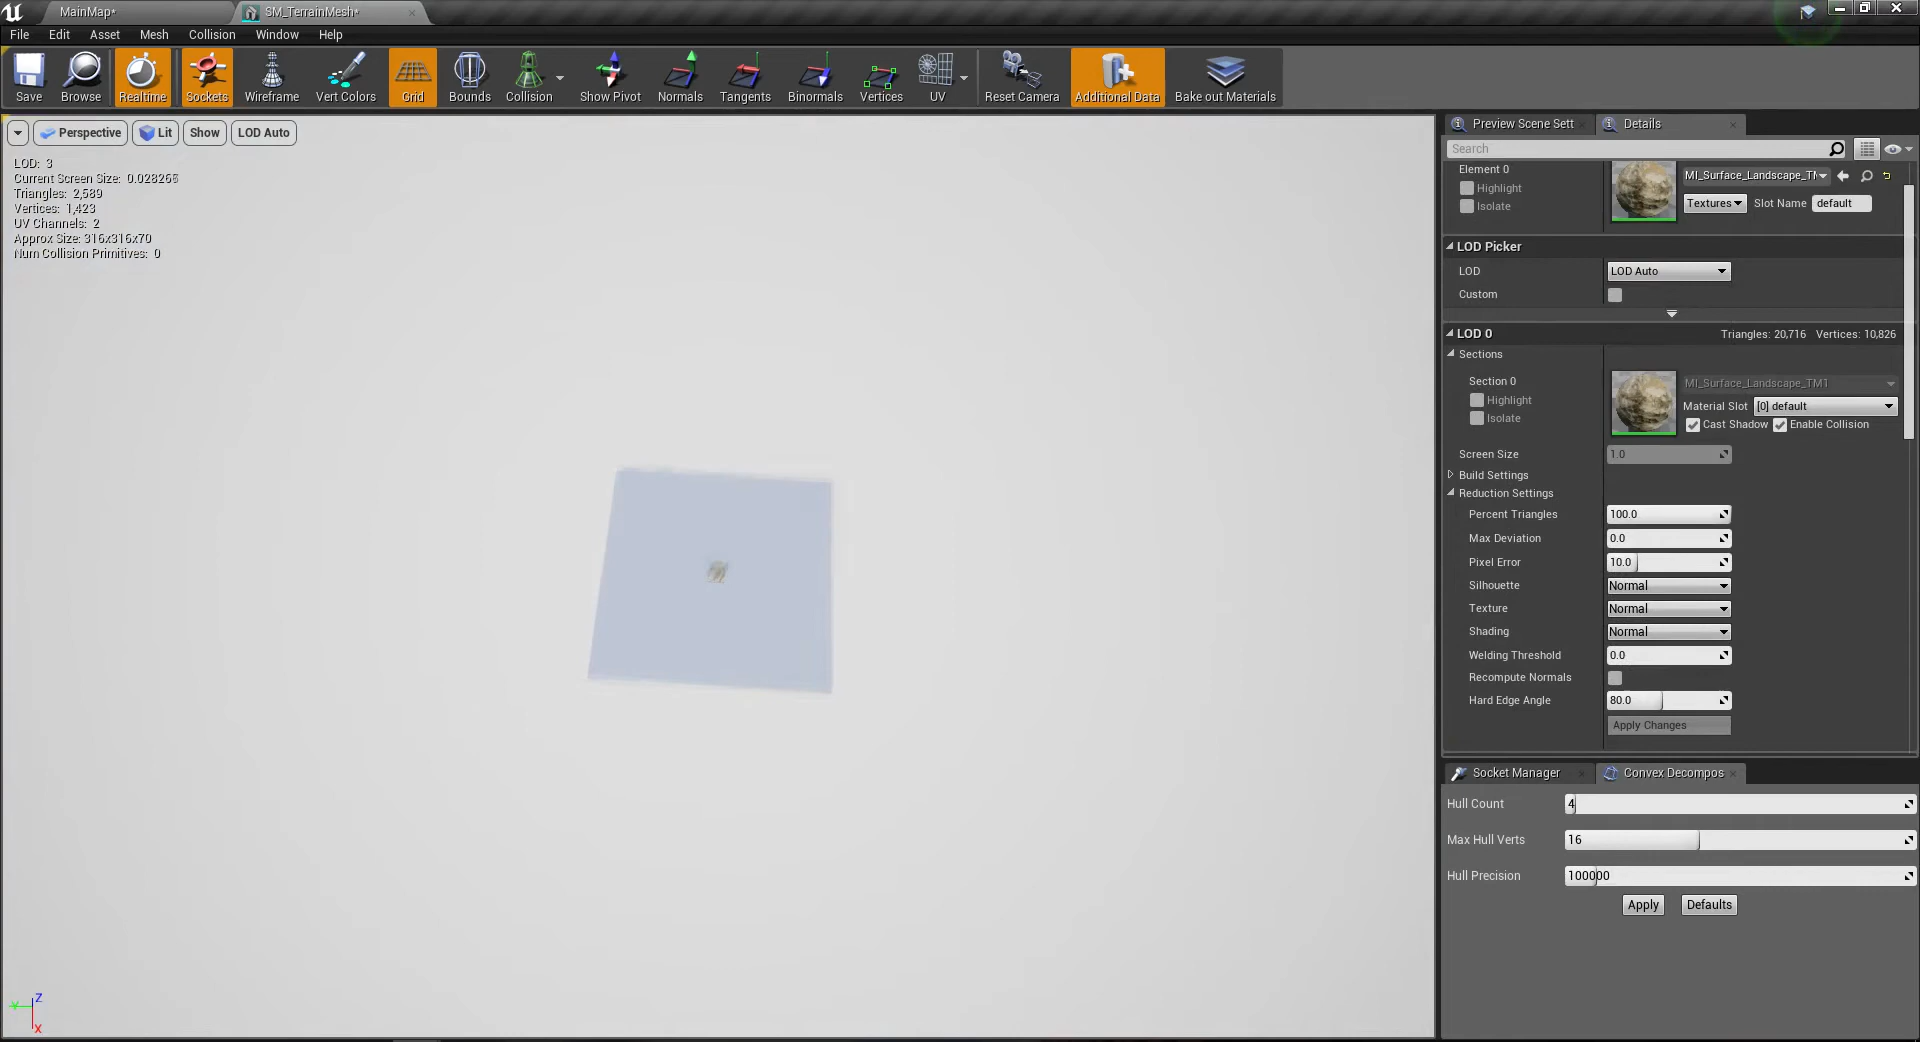 MainMap*
SM_TerrainMesh*
File Edit Asset Mesh Collision Window Help
Save Browse Realtime Sockets Wireframe Vert Colors Grid Bounds Collision Show Pivot Normals Tangents Binormals Vertices UV Reset Camera Additional Data Bake out Materials
Perspective Lit Show LOD Auto
LOD: 3
Current Screen Size: 0.028266
Triangles: 2,589
Vertices: 1,423
UV Channels: 2
Approx Size: 316x316x70
Num Collision Primitives: 0
Z
Y
X
Preview Scene Sett Details
Search
Element 0
Highlight
Isolate
MI_Surface_Landscape_TM
Textures Slot Name default
LOD Picker
LOD LOD Auto
Custom
LOD 0 Triangles: 20,716 Vertices: 10,826
Sections
Section 0
Highlight
Isolate
MI_Surface_Landscape_TM1
Material Slot [0] default
Cast Shadow Enable Collision
Screen Size 1.0
Build Settings
Reduction Settings
Percent Triangles 100.0
Max Deviation 0.0
Pixel Error 10.0
Silhouette Normal
Texture Normal
Shading Normal
Welding Threshold 0.0
Recompute Normals
Hard Edge Angle 80.0
Apply Changes
Socket Manager Convex Decompos
Hull Count 4
Max Hull Verts 16
Hull Precision 100000
Apply Defaults